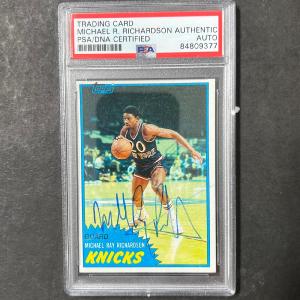 TRADING CARD
MICHAEL R. RICHARDSON AUTHENTIC
PSA/DNA CERTIFIED AUTO
PSA 84809377
Topps
20
GUARD
MICHAEL RAY RICHARDSON
KNICKS